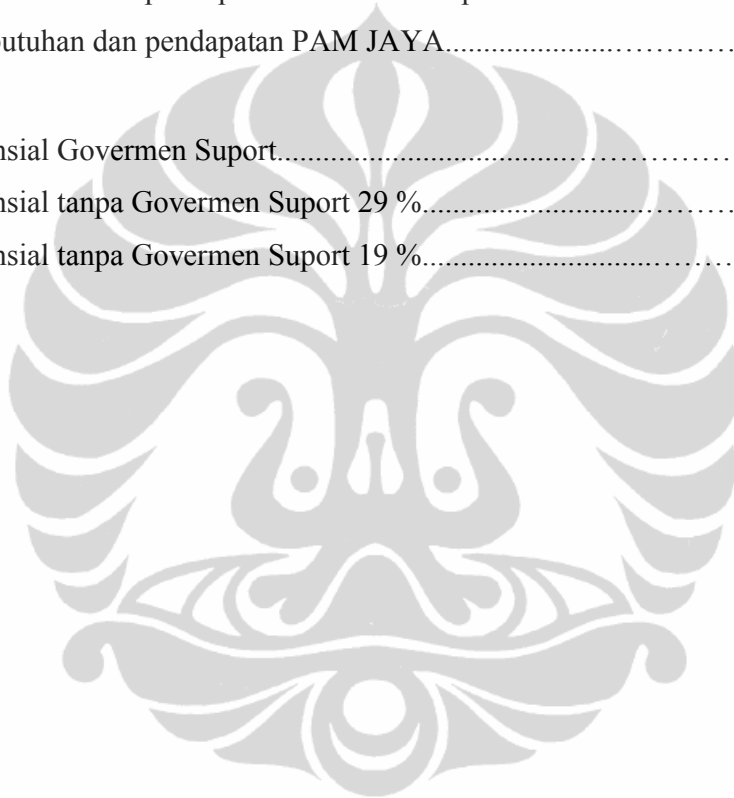 butuhan dan pendapatan PAM JAYA.......................…………
nsial Govermen Suport.......................................………………
nsial tanpa Govermen Suport 29 %.............................………
nsial tanpa Govermen Suport 19 %...............................………